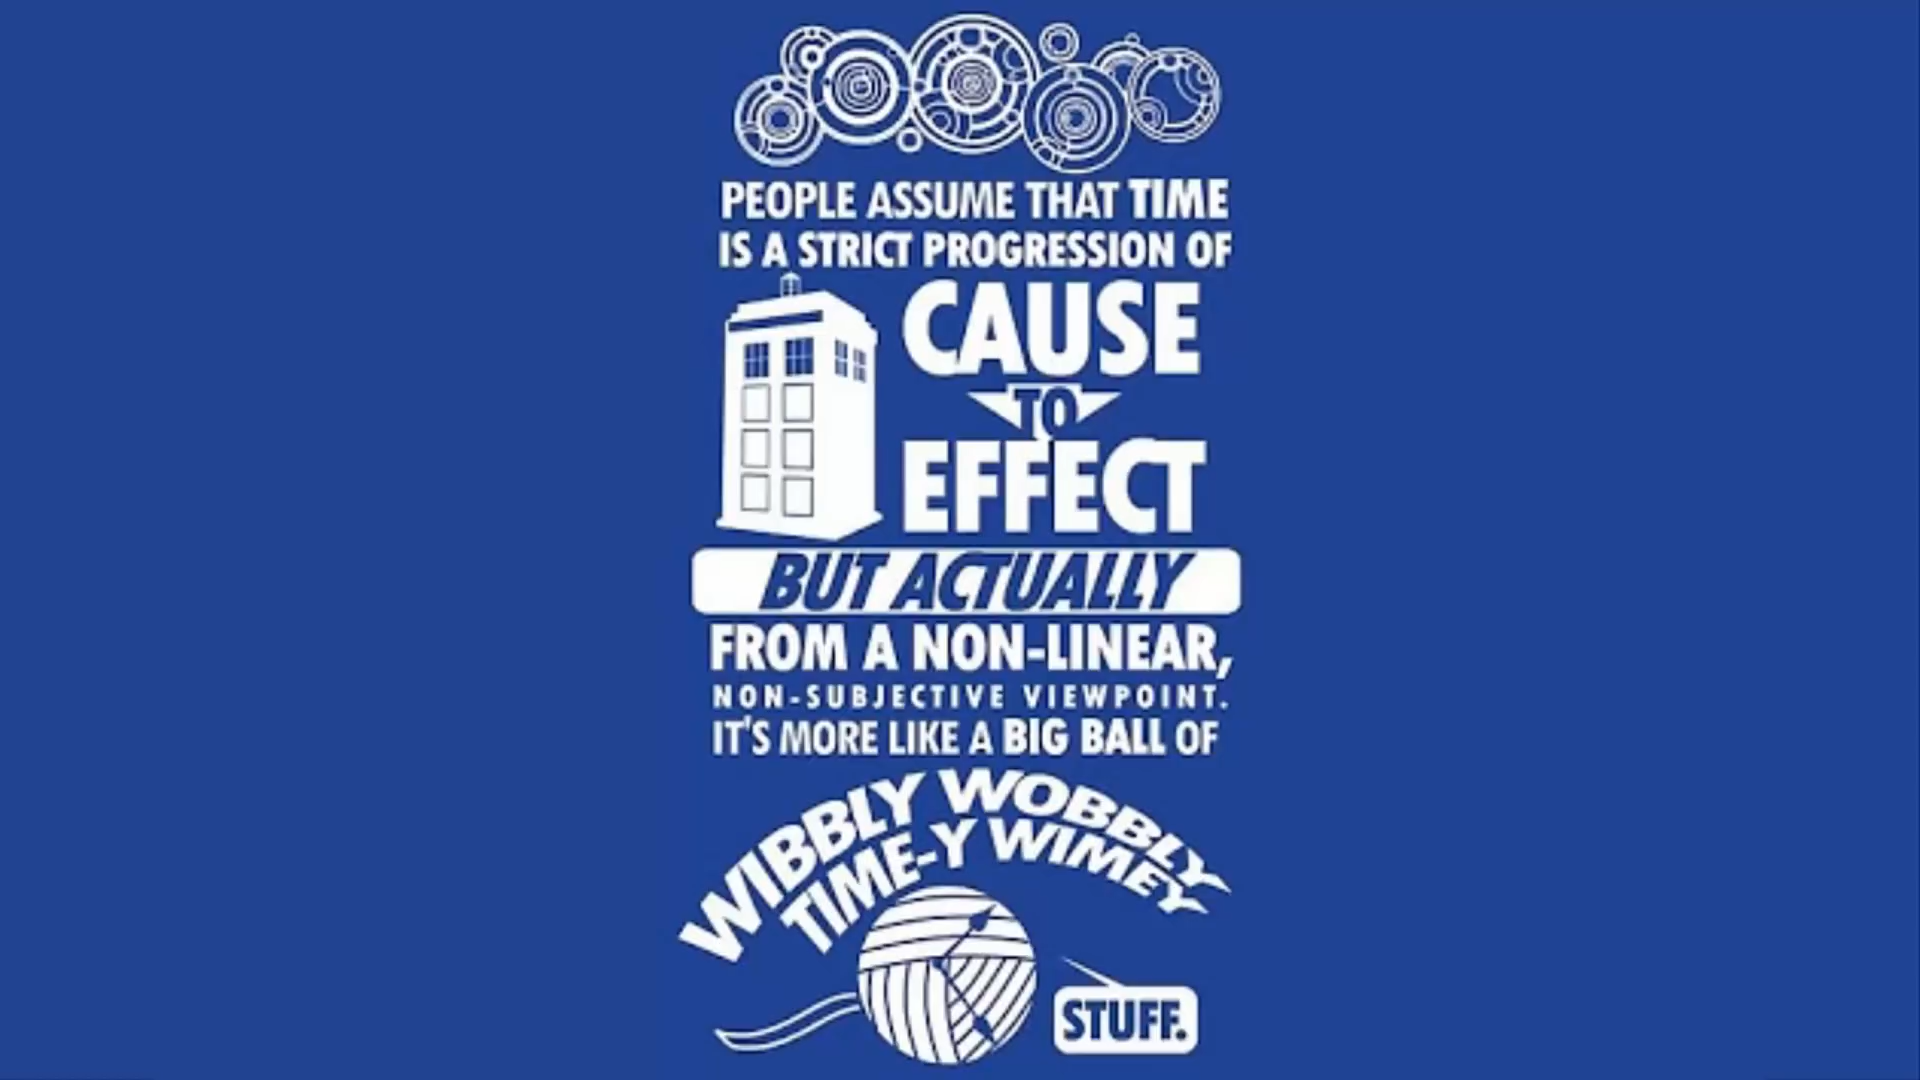 PEOPLE ASSUME THAT TIME
IS A STRICT PROGRESSION OF
CAUSE
TO
EFFECT
BUT ACTUALLY
FROM A NON-LINEAR,
NON-SUBJECTIVE VIEWPOINT.
IT'S MORE LIKE A BIG BALL OF
WIBBLY WOBBLY
TIME-Y WIMEY
STUFF.